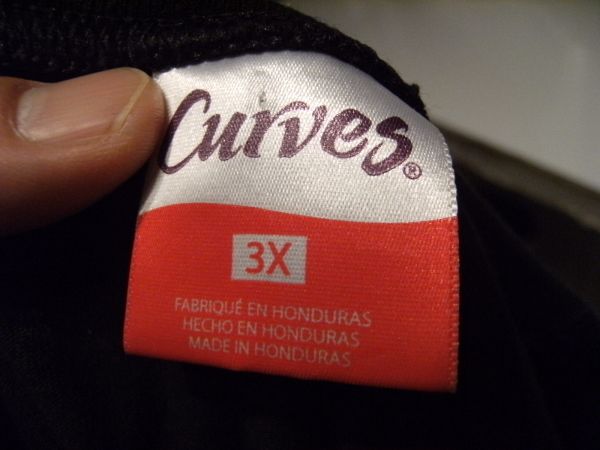 Curves®
3X
FABRIQUÉ EN HONDURAS
HECHO EN HONDURAS
MADE IN HONDURAS